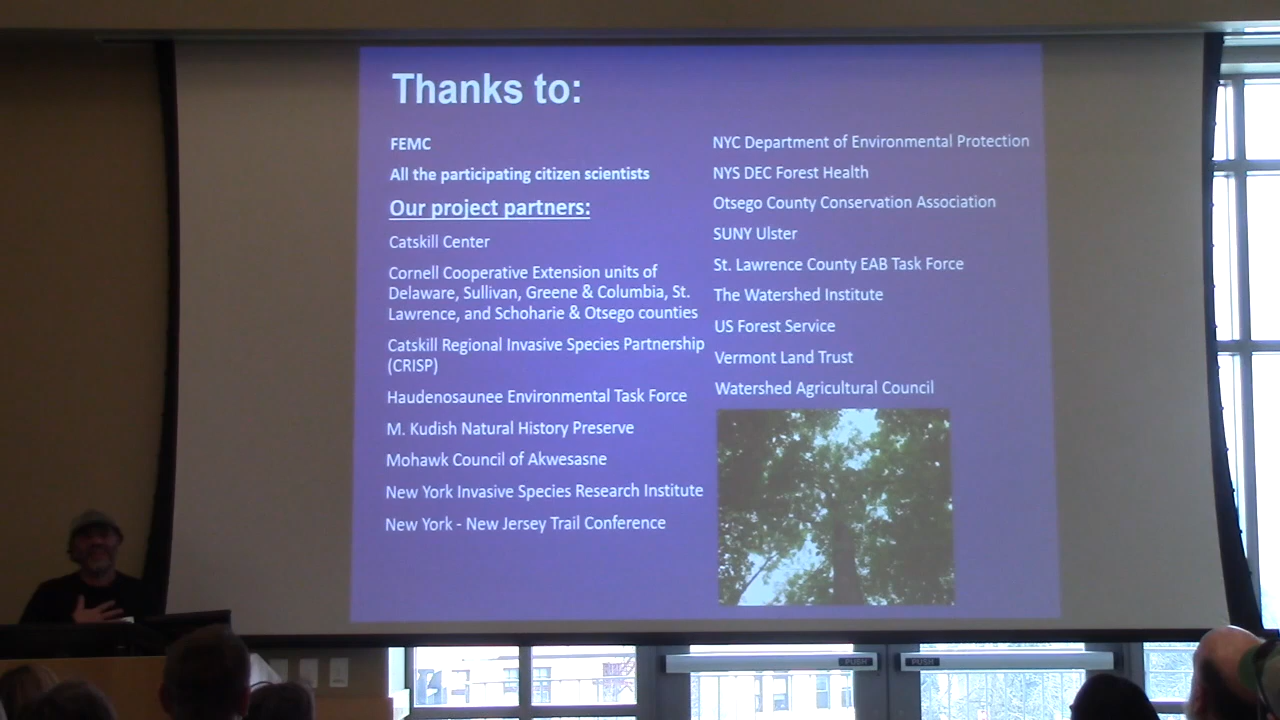 Thanks to:
FEMC
All the participating citizen scientists
Our project partners:
Catskill Center
Cornell Cooperative Extension units of
Delaware, Sullivan, Greene & Columbia, St.
Lawrence, and Schoharie & Otsego counties
Catskill Regional Invasive Species Partnership
(CRISP)
Haudenosaunee Environmental Task Force
M. Kudish Natural History Preserve
Mohawk Council of Akwesasne
New York Invasive Species Research Institute
New York - New Jersey Trail Conference
NYC Department of Environmental Protection
NYS DEC Forest Health
Otsego County Conservation Association
SUNY Ulster
St. Lawrence County EAB Task Force
The Watershed Institute
US Forest Service
Vermont Land Trust
Watershed Agricultural Council
PUSH
PUSH